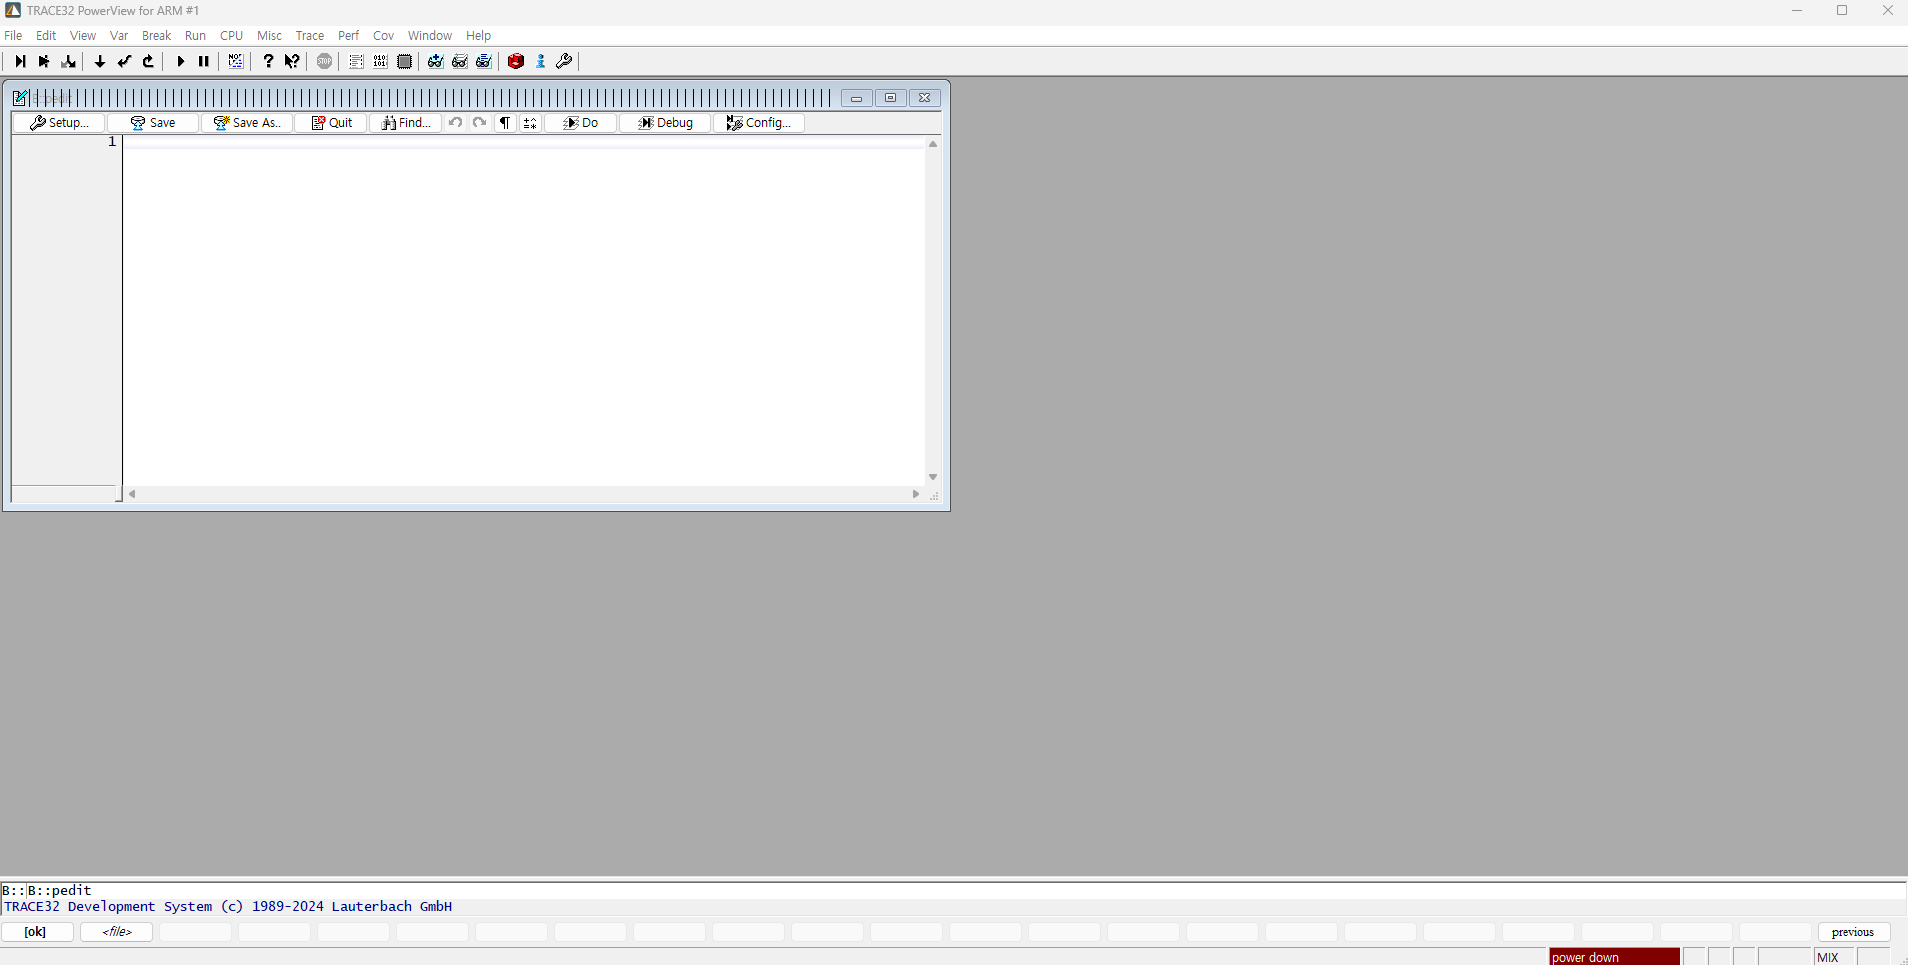 TRACE32 PowerView for ARM #1
File Edit View Var Break Run CPU Misc Trace Perf Cov Window Help
B::pedit
Setup... Save Save As.. Quit Find... Do Debug Config...
1
B::B::pedit
TRACE32 Development System (c) 1989-2024 Lauterbach GmbH
[ok] <file> previous
power down MIX